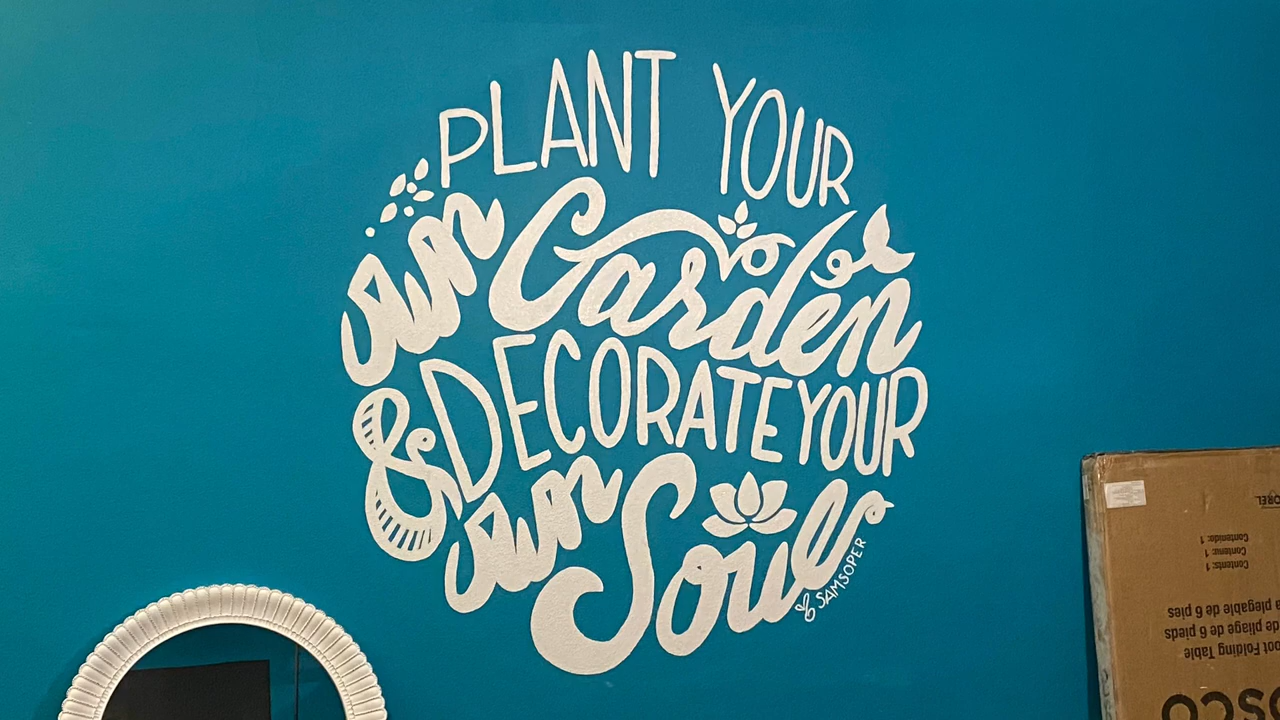 PLANT YOUR
own Garden
& DECORATE YOUR
own Soul
SAMSOPER
Contenido: 1
Contenu: 1
Contents: 1
plegable de 6 pies
de pliage de 6 pieds
Folding Table